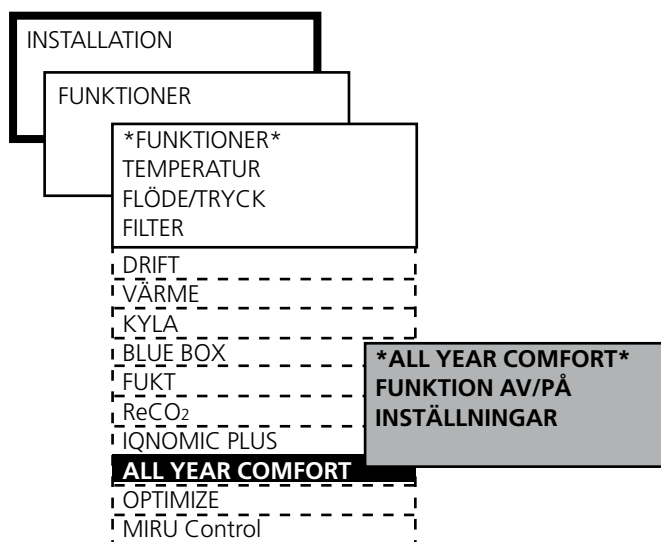 INSTALLATION
FUNKTIONER
*FUNKTIONER*
TEMPERATUR
FLÖDE/TRYCK
FILTER
DRIFT
VÄRME
KYLA
BLUE BOX
FUKT
ReCO₂
IQNOMIC PLUS
ALL YEAR COMFORT
OPTIMIZE
MIRU Control
*ALL YEAR COMFORT*
FUNKTION AV/PÅ
INSTÄLLNINGAR